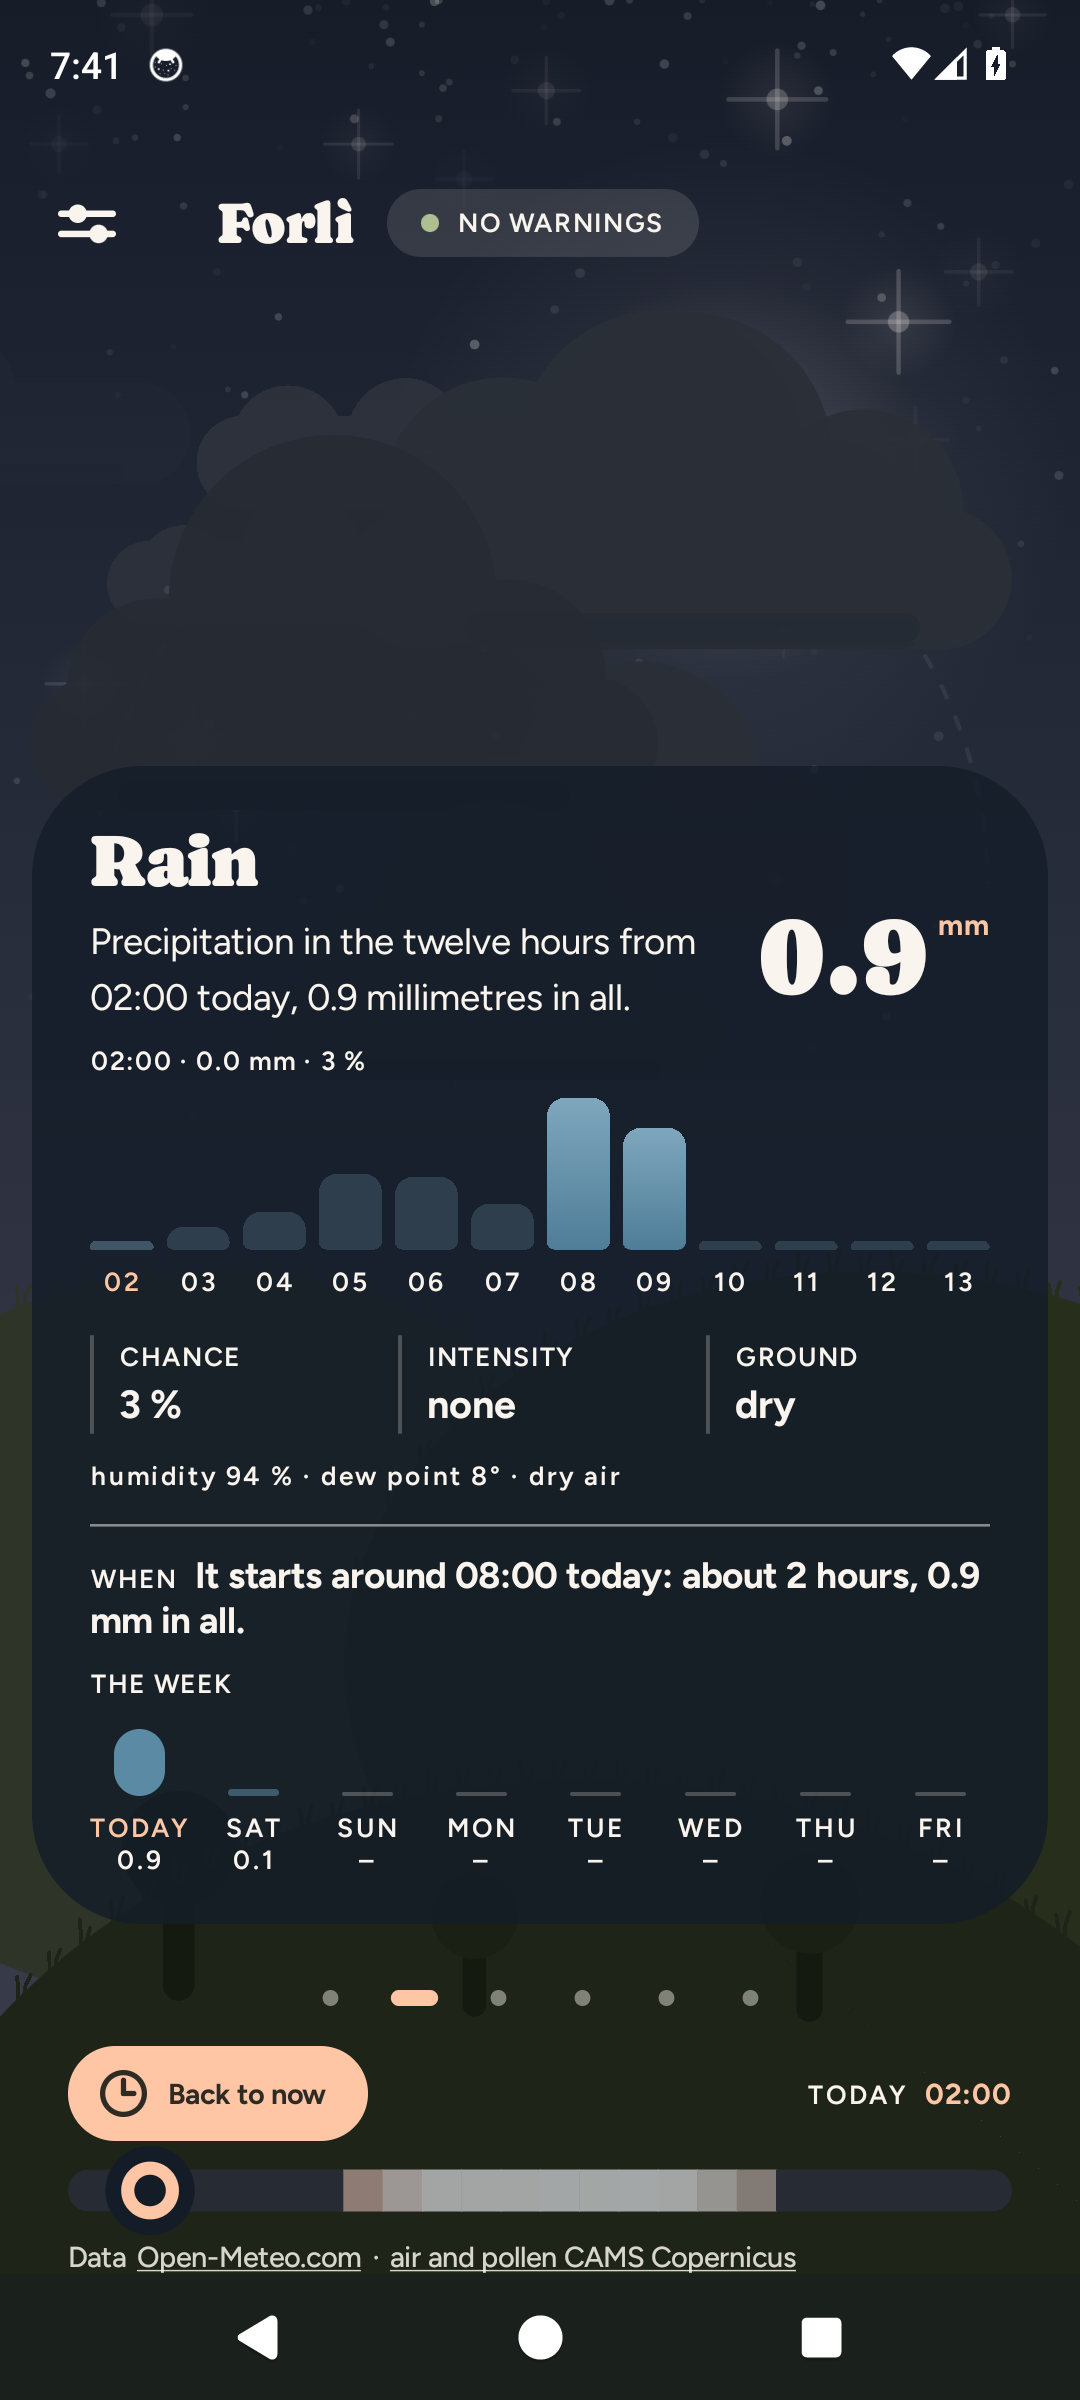 7:41
Forlì
NO WARNINGS
Rain
Precipitation in the twelve hours from
02:00 today, 0.9 millimetres in all.
0.9 mm
02:00 · 0.0 mm · 3 %
02 03 04 05 06 07 08 09 10 11 12 13
CHANCE
3 %
INTENSITY
none
GROUND
dry
humidity 94 % · dew point 8° · dry air
WHEN It starts around 08:00 today: about 2 hours, 0.9
mm in all.
THE WEEK
TODAY SAT SUN MON TUE WED THU FRI
0.9 0.1 – – – – – –
Back to now
TODAY 02:00
Data Open-Meteo.com · air and pollen CAMS Copernicus